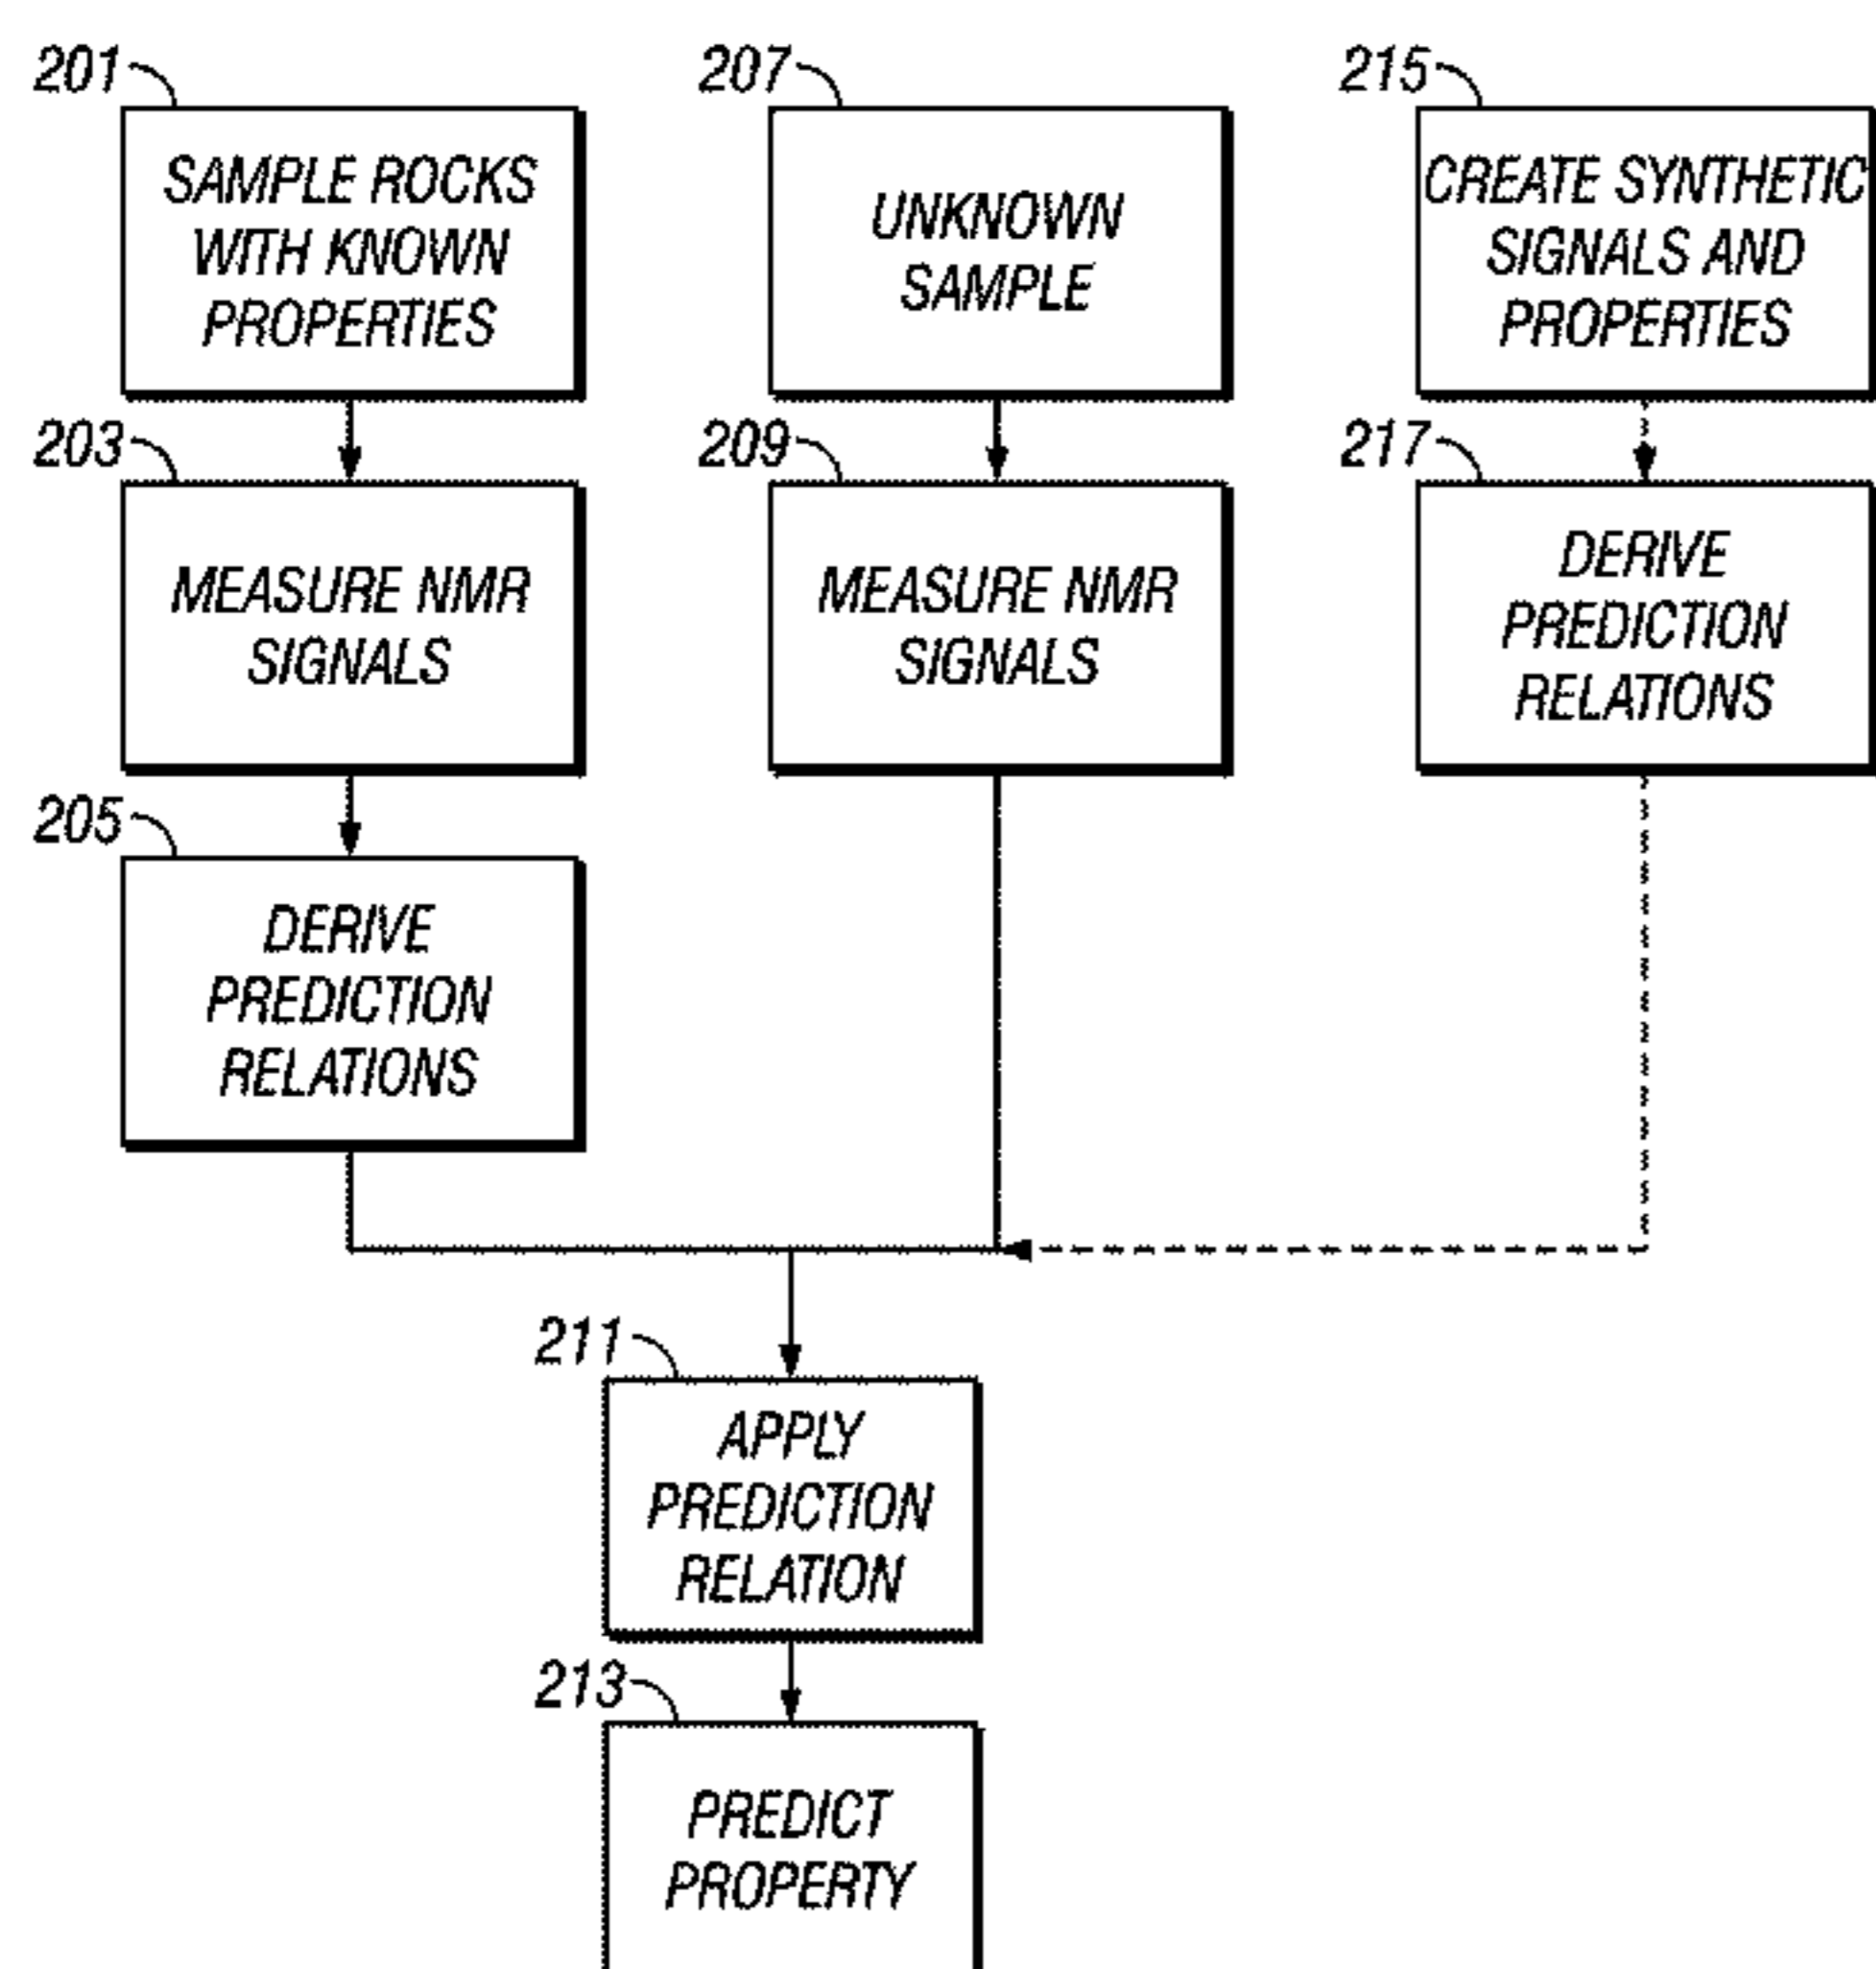 201
SAMPLE ROCKS
WITH KNOWN
PROPERTIES
203
MEASURE NMR
SIGNALS
205
DERIVE
PREDICTION
RELATIONS
207
UNKNOWN
SAMPLE
209
MEASURE NMR
SIGNALS
215
CREATE SYNTHETIC
SIGNALS AND
PROPERTIES
217
DERIVE
PREDICTION
RELATIONS
211
APPLY
PREDICTION
RELATION
213
PREDICT
PROPERTY